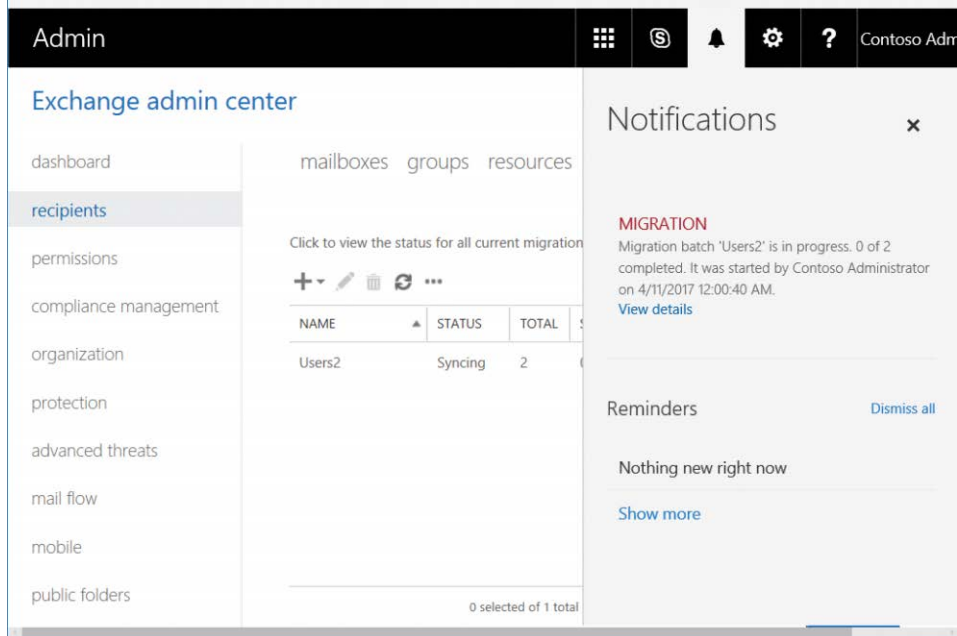 Admin
?
Contoso Adm
Exchange admin center
dashboard
recipients
permissions
compliance management
organization
protection
advanced threats
mail flow
mobile
public folders
mailboxes groups resources
Click to view the status for all current migration
NAME STATUS TOTAL
Users2 Syncing 2
0 selected of 1 total
Notifications
MIGRATION
Migration batch 'Users2' is in progress. 0 of 2
completed. It was started by Contoso Administrator
on 4/11/2017 12:00:40 AM.
View details
Reminders Dismiss all
Nothing new right now
Show more